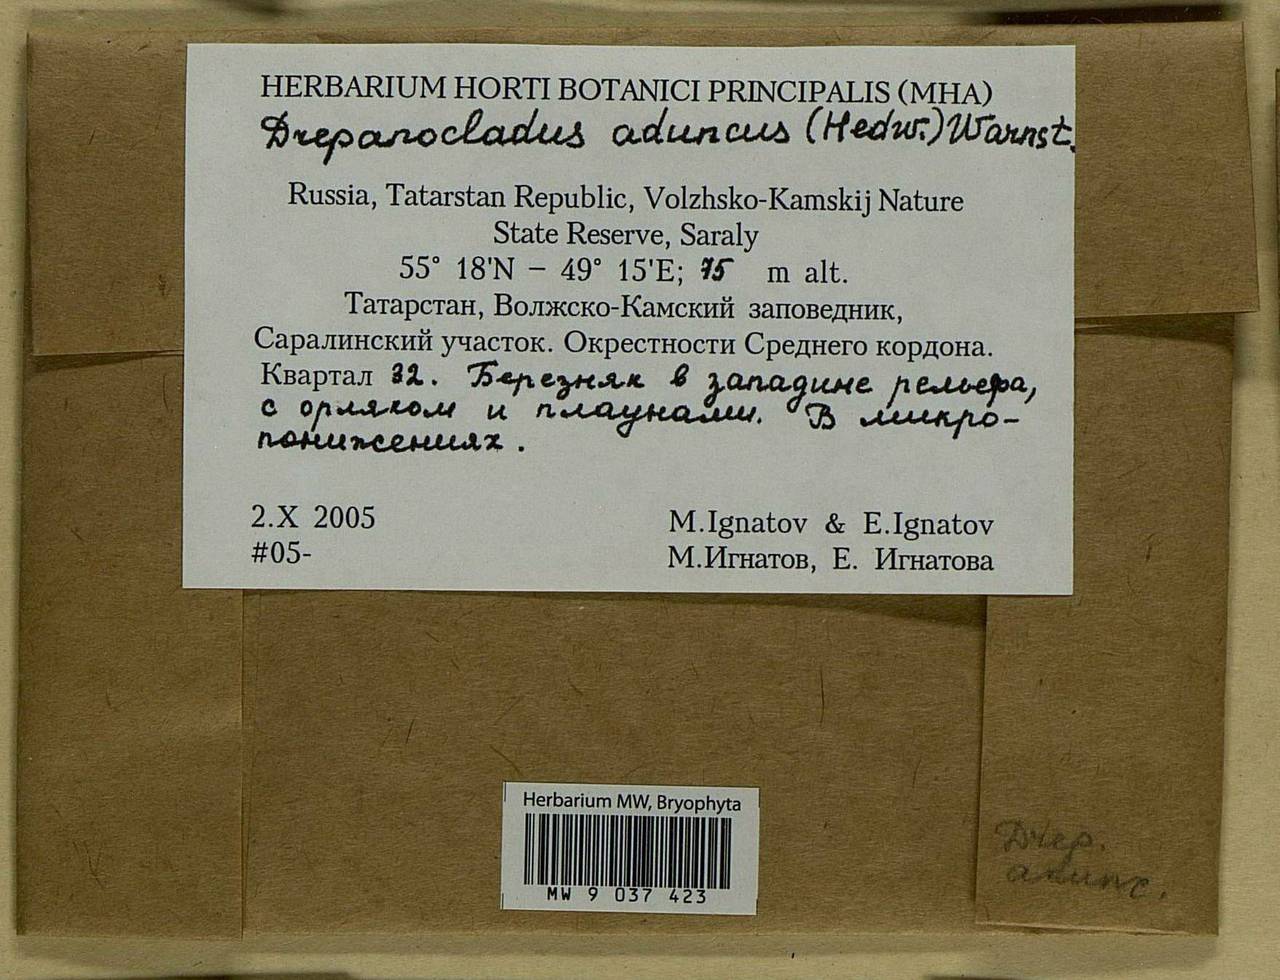 HERBARIUM HORTI BOTANICI PRINCIPALIS (MHA)
Drepanocladus aduncus (Hedw.) Warnst.
Russia, Tatarstan Republic, Volzhsko-Kamskij Nature
State Reserve, Saraly
55° 18'N – 49° 15'E; 75 m alt.
Татарстан, Волжско-Камский заповедник,
Саралинский участок. Окрестности Среднего кордона.
Квартал 32. Березняк в западине рельефа,
с орляком и плаунами. В микро-
понижениях.
2.X 2005
#05-
M.Ignatov & E.Ignatov
М.Игнатов, Е. Игнатова
Herbarium MW, Bryophyta
MW 9 037 423
Drep.
adunc.